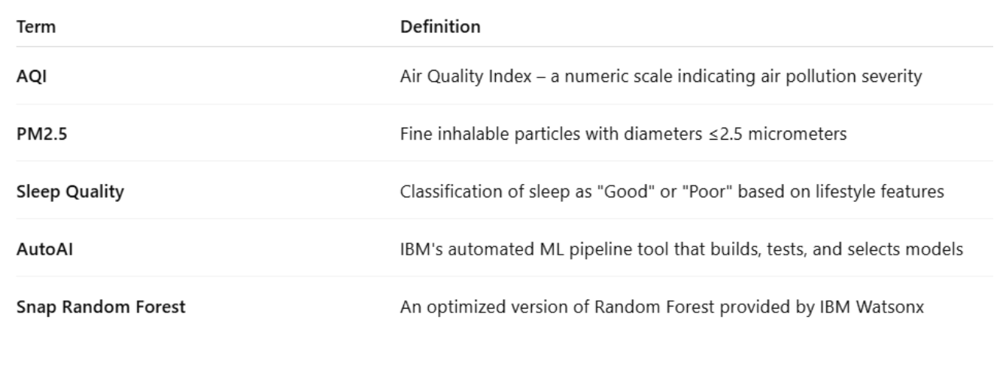 Term Definition
AQI Air Quality Index – a numeric scale indicating air pollution severity
PM2.5 Fine inhalable particles with diameters ≤2.5 micrometers
Sleep Quality Classification of sleep as "Good" or "Poor" based on lifestyle features
AutoAI IBM's automated ML pipeline tool that builds, tests, and selects models
Snap Random Forest An optimized version of Random Forest provided by IBM Watsonx